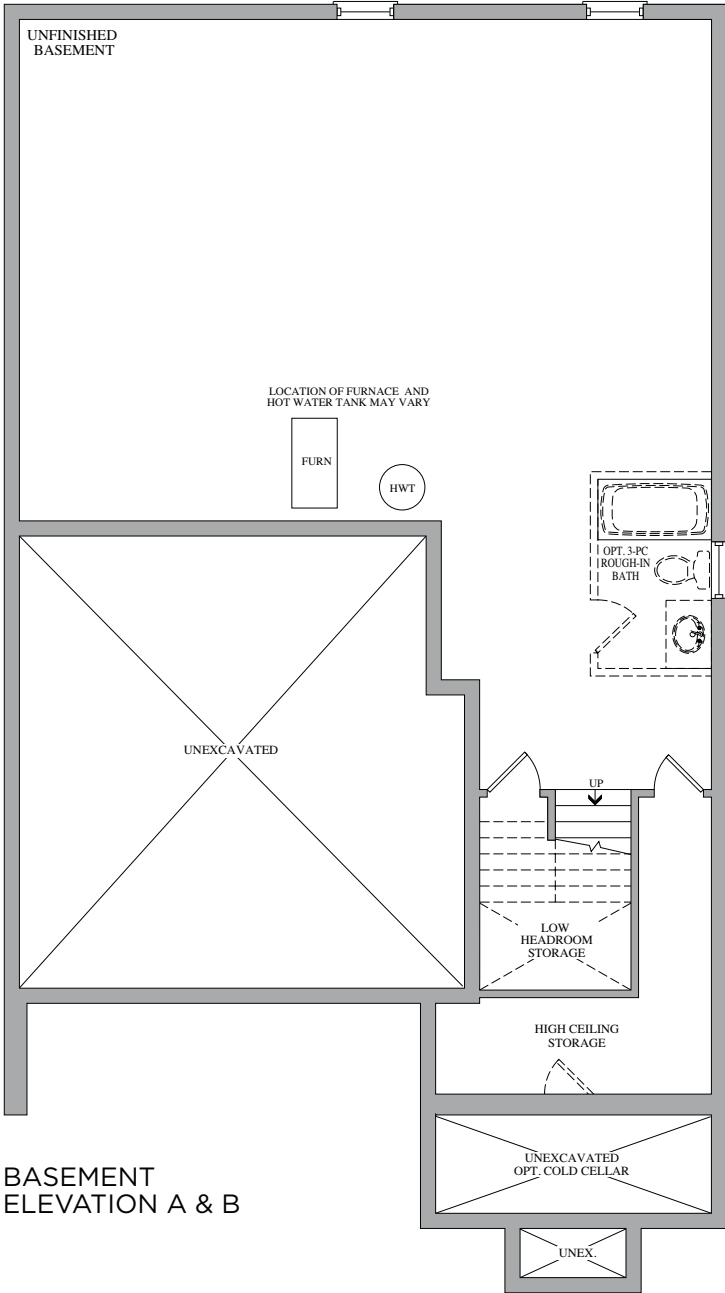 UNFINISHED
BASEMENT
LOCATION OF FURNACE AND
HOT WATER TANK MAY VARY
FURN
HWT
OPT. 3-PC
ROUGH-IN
BATH
UNEXCAVATED
UP
LOW
HEADROOM
STORAGE
HIGH CEILING
STORAGE
UNEXCAVATED
OPT. COLD CELLAR
BASEMENT
ELEVATION A & B
UNEX.